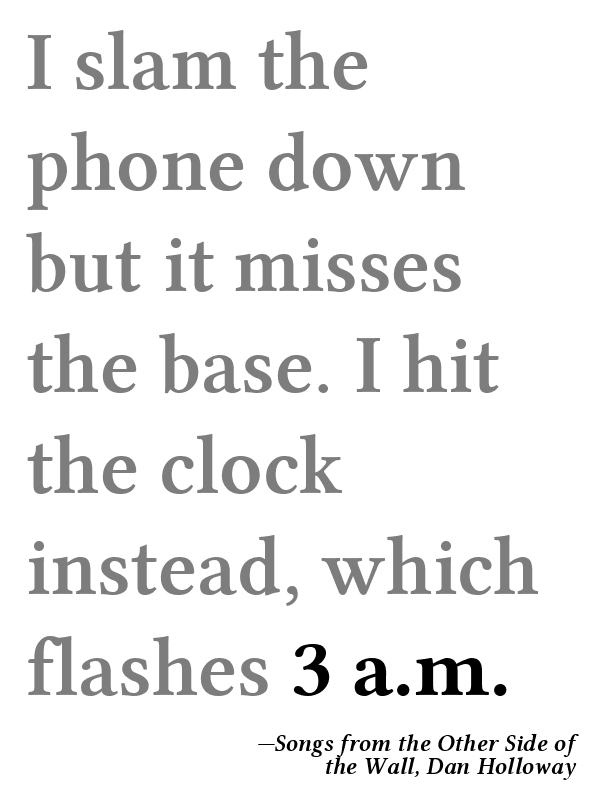 I slam the
phone down
but it misses
the base. I hit
the clock
instead, which
flashes 3 a.m.
—Songs from the Other Side of
the Wall, Dan Holloway